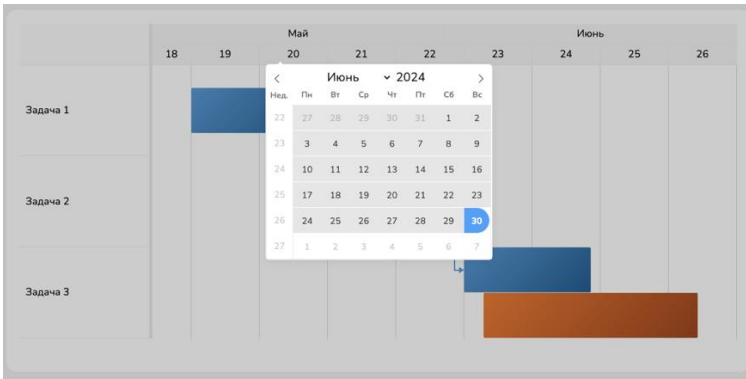 Май Июнь
18 19 20 21 22 23 24 25 26
Июнь 2024
Нед. Пн Вт Ср Чт Пт Сб Вс
Задача 1
22 27 28 29 30 31 1 2
23 3 4 5 6 7 8 9
24 10 11 12 13 14 15 16
25 17 18 19 20 21 22 23
Задача 2
26 24 25 26 27 28 29 30
27 1 2 3 4 5 6 7
Задача 3